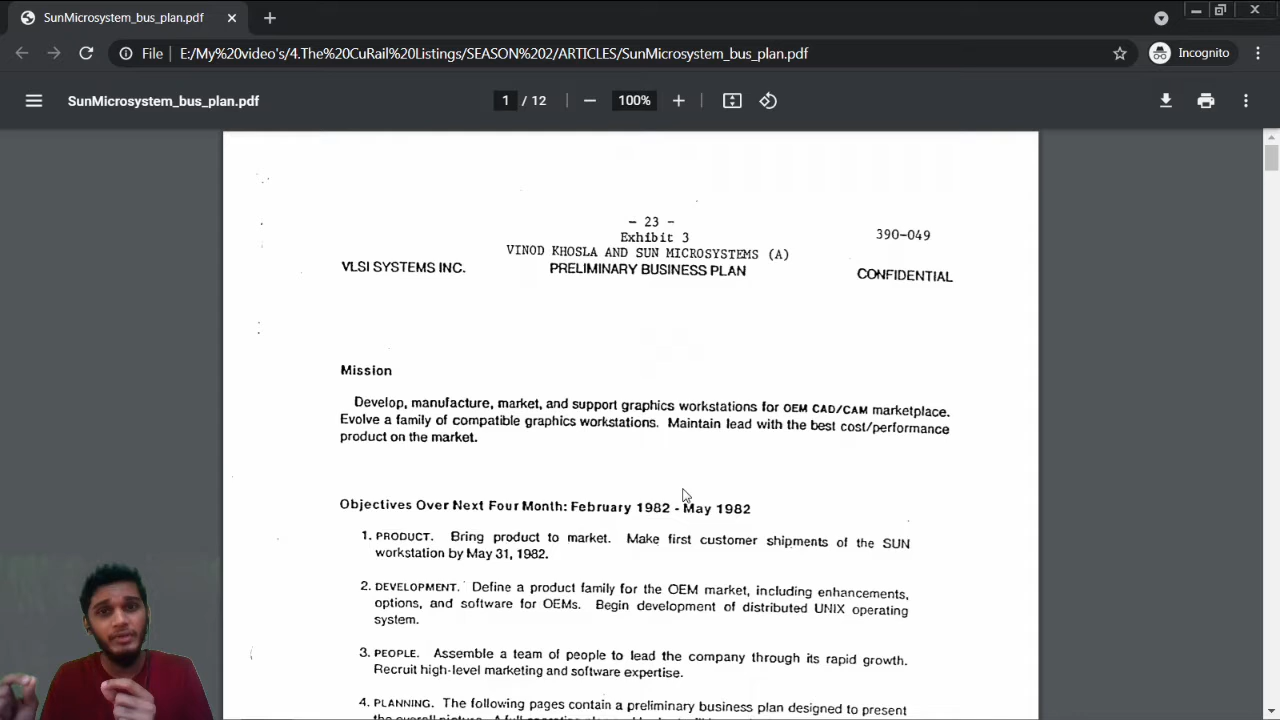 SunMicrosystem_bus_plan.pdf
File
E:/My%20video's/4.The%20CuRail%20Listings/SEASON%202/ARTICLES/SunMicrosystem_bus_plan.pdf
Incognito
SunMicrosystem_bus_plan.pdf
1 / 12
100%
- 23 -
Exhibit 3
390-049
VINOD KHOSLA AND SUN MICROSYSTEMS (A)
VLSI SYSTEMS INC.
PRELIMINARY BUSINESS PLAN
CONFIDENTIAL
Mission
Develop, manufacture, market, and support graphics workstations for OEM CAD/CAM marketplace.
Evolve a family of compatible graphics workstations. Maintain lead with the best cost/performance
product on the market.
Objectives Over Next Four Month: February 1982 - May 1982
1. PRODUCT. Bring product to market. Make first customer shipments of the SUN
workstation by May 31, 1982.
2. DEVELOPMENT. Define a product family for the OEM market, including enhancements,
options, and software for OEMs. Begin development of distributed UNIX operating
system.
3. PEOPLE. Assemble a team of people to lead the company through its rapid growth.
Recruit high-level marketing and software expertise.
4. PLANNING. The following pages contain a preliminary business plan designed to present
the overall picture. A full